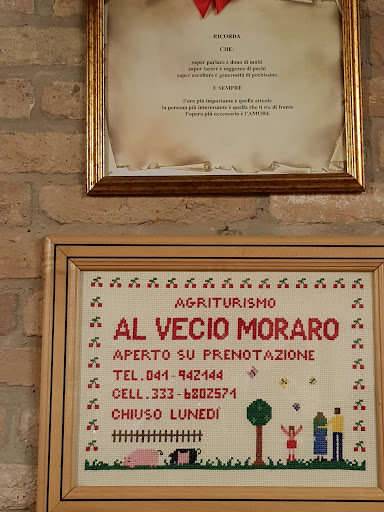 RICORDA
CHE:
saper parlare è dono di molti
saper tacere è saggezza di pochi
saper ascoltare è generosità di pochissimi
E SEMPRE
l'ora più importante è quella attuale
la persona più interessante è quella che ti sta di fronte
l'opera più necessaria è l'AMORE
AGRITURISMO
AL VECIO MORARO
APERTO SU PRENOTAZIONE
TEL. 041-942144
CELL. 333-6802571
CHIUSO LUNEDÍ